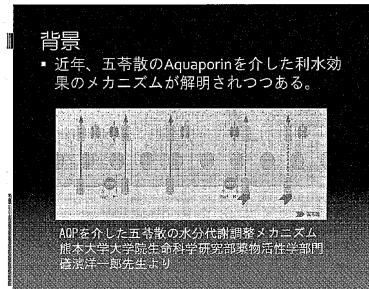 背景
▪ 近年、五苓散のAquaporinを介した利水効
果のメカニズムが解明されつつある。
AQPを介した五苓散の水分代謝調整メカニズム
熊本大学大学院生命科学研究部薬物活性学部門
礒濱洋一郎先生より